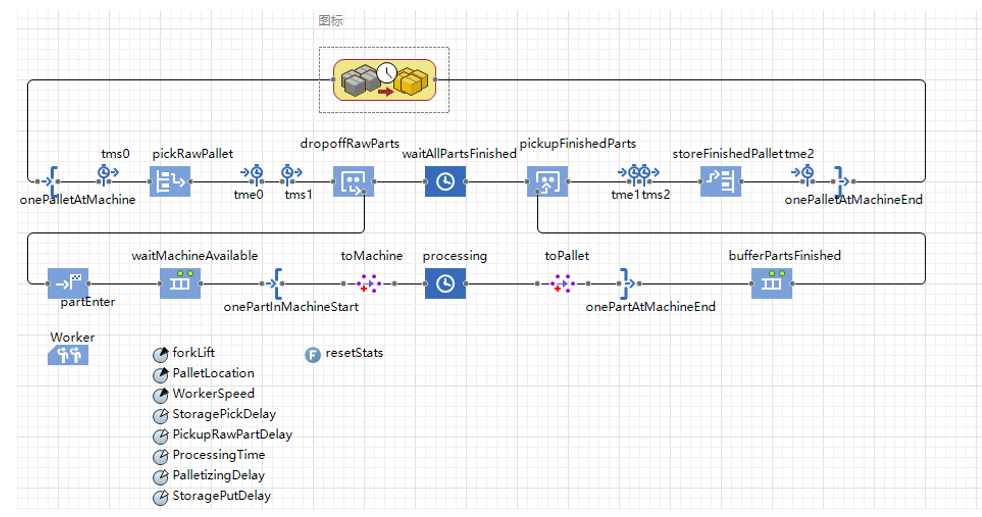 图标
tms0 pickRawPallet dropoffRawParts waitAllPartsFinished pickupFinishedParts storeFinishedPallet tme2
onePalletAtMachine tme0 tms1 tme1 tms2 onePalletAtMachineEnd
waitMachineAvailable toMachine processing toPallet bufferPartsFinished
partEnter onePartInMachineStart onePartAtMachineEnd
Worker
forkLift
F resetStats
PalletLocation
WorkerSpeed
StoragePickDelay
PickupRawPartDelay
ProcessingTime
PalletizingDelay
StoragePutDelay